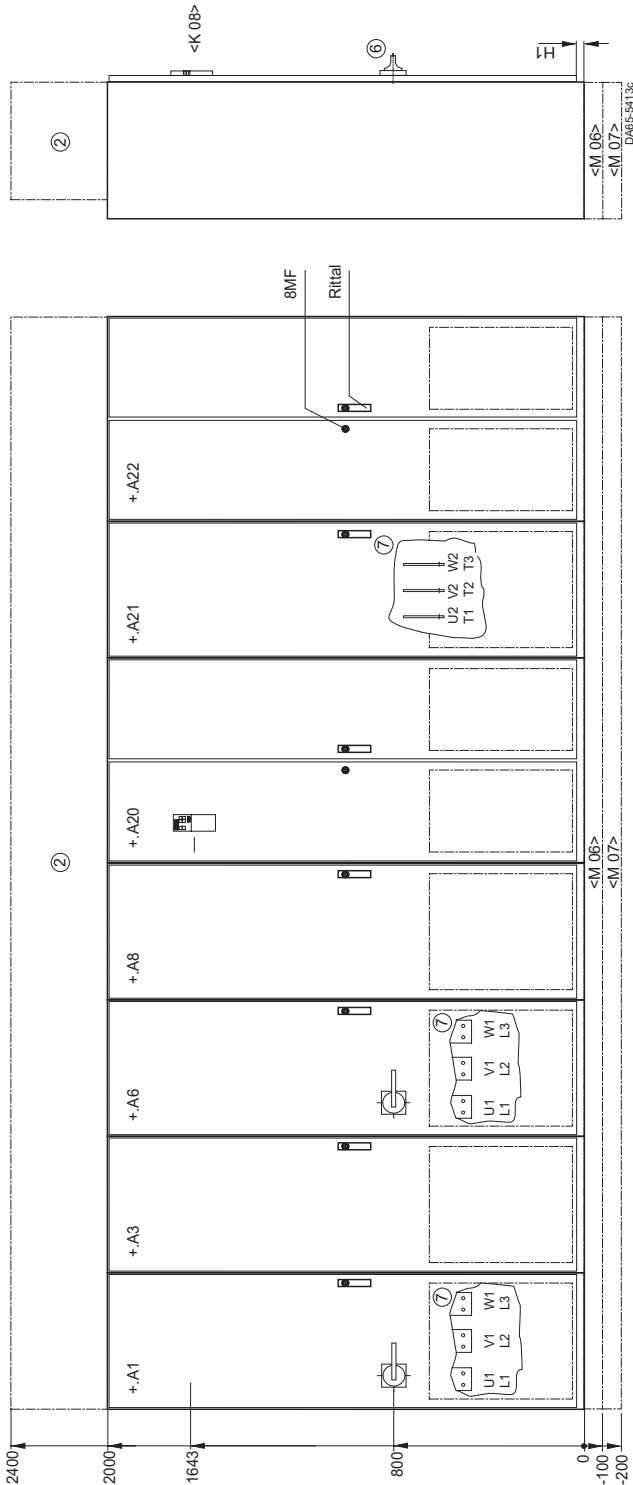 2400
2000
1643
800
0
-100
-200
②
+.A1
+.A3
+.A6
+.A8
+.A20
+.A21
+.A22
8MF
Rittal
⑦
U1 V1 W1
L1 L2 L3
⑦
U1 V1 W1
L1 L2 L3
⑦
U2 V2 W2
T1 T2 T3
<M 06>
<M 07>
②
<K 08>
⑥
H1
<M 06>
<M 07>
DA65-5413c